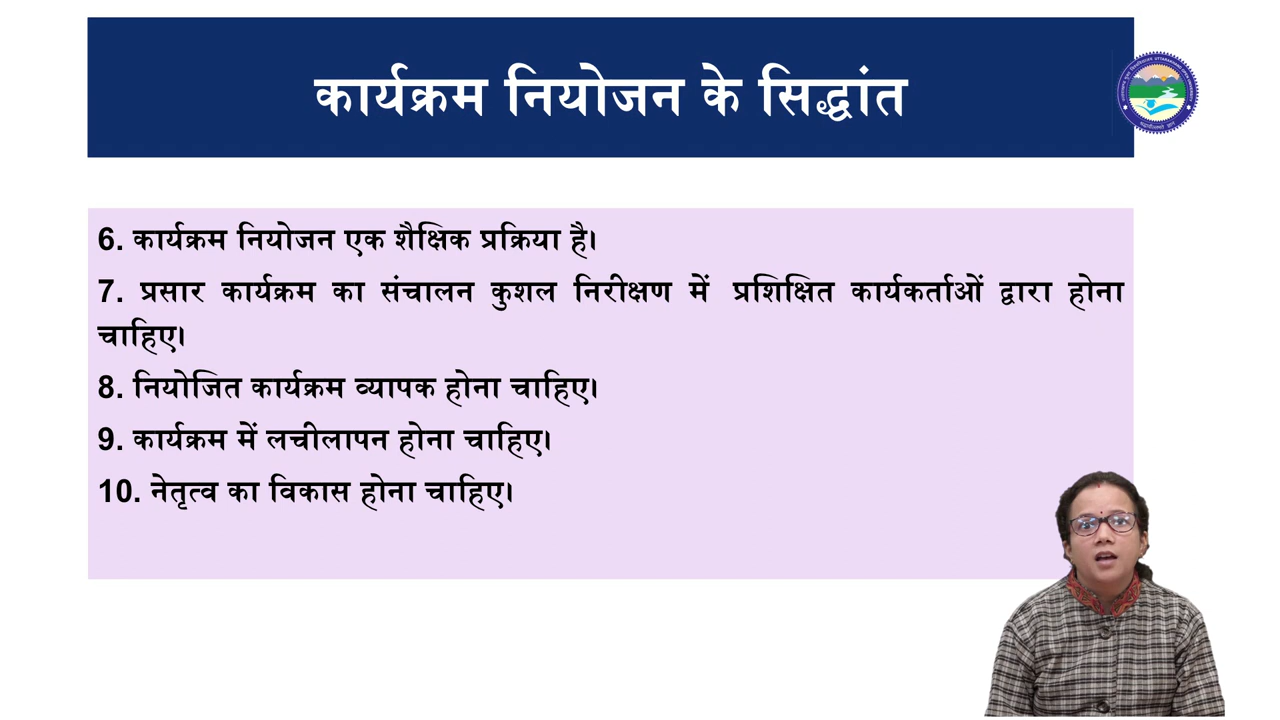 कार्यक्रम नियोजन के सिद्धांत
6. कार्यक्रम नियोजन एक शैक्षिक प्रक्रिया है।
7. प्रसार कार्यक्रम का संचालन कुशल निरीक्षण में प्रशिक्षित कार्यकर्ताओं द्वारा होना
चाहिए।
8. नियोजित कार्यक्रम व्यापक होना चाहिए।
9. कार्यक्रम में लचीलापन होना चाहिए।
10. नेतृत्व का विकास होना चाहिए।